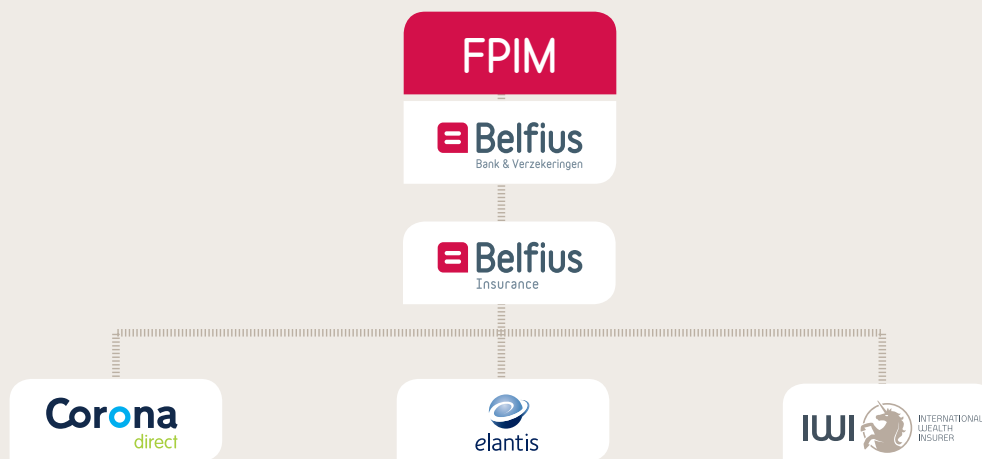 FPIM
Belfius
Bank & Verzekeringen
Belfius
Insurance
Corona
direct
elantis
IWI
INTERNATIONAL
WEALTH
INSURER